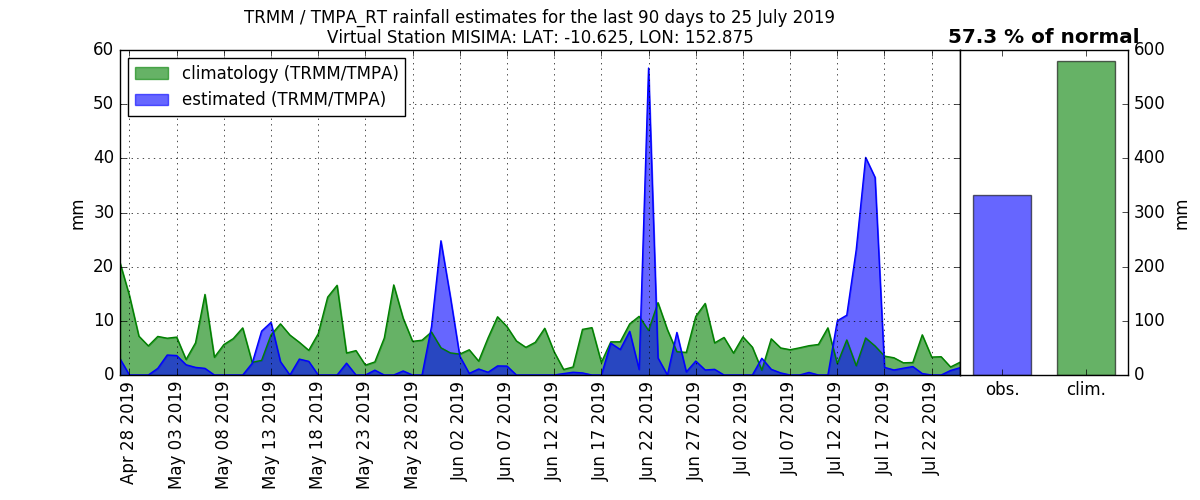 TRMM / TMPA_RT rainfall estimates for the last 90 days to 25 July 2019
Virtual Station MISIMA: LAT: -10.625, LON: 152.875
57.3 % of normal
climatology (TRMM/TMPA)
estimated (TRMM/TMPA)
60
50
40
30
20
10
0
mm
Apr 28 2019
May 03 2019
May 08 2019
May 13 2019
May 18 2019
May 23 2019
May 28 2019
Jun 02 2019
Jun 07 2019
Jun 12 2019
Jun 17 2019
Jun 22 2019
Jun 27 2019
Jul 02 2019
Jul 07 2019
Jul 12 2019
Jul 17 2019
Jul 22 2019
obs.
clim.
600
500
400
300
200
100
0
mm